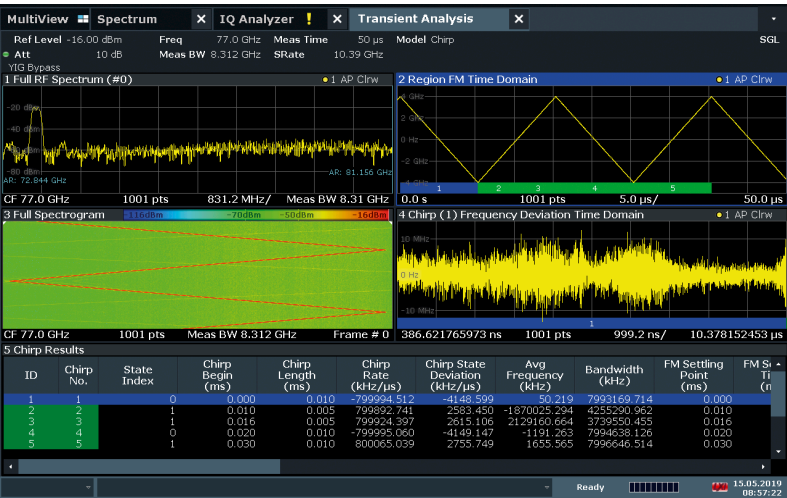 MultiView Spectrum IQ Analyzer ! Transient Analysis
Ref Level -16.00 dBm Freq 77.0 GHz Meas Time 50 µs Model Chirp SGL
Att 10 dB Meas BW 8.312 GHz SRate 10.39 GHz
YIG Bypass
1 Full RF Spectrum (#0) 1 AP Clrw
-20 dBm
-40 dBm
-80 dBm
AR: 81.156 GHz
AR: 72.844 GHz
CF 77.0 GHz 1001 pts 831.2 MHz/ Meas BW 8.31 GHz
2 Region FM Time Domain 1 AP Clrw
4 GHz
2 GHz
0 Hz
-2 GHz
-4 GHz
1 2 3 4 5
0.0 s 1001 pts 5.0 µs/ 50.0 µs
3 Full Spectrogram -116dBm -70dBm -50dBm -16dBm
CF 77.0 GHz 1001 pts Meas BW 8.312 GHz Frame # 0
4 Chirp (1) Frequency Deviation Time Domain 1 AP Clrw
10 MHz
0 Hz
-10 MHz
1
386.621765973 ns 1001 pts 999.2 ns/ 10.378152453 µs
5 Chirp Results
ID Chirp No. State Index Chirp Begin (ms) Chirp Length (ms) Chirp Rate (kHz/µs) Chirp State Deviation (kHz/µs) Avg Frequency (kHz) Bandwidth (kHz) FM Settling Point (ms)
1 1 0 0.000 0.010 -799994.512 -4148.599 50.219 7993169.714 0.000
2 2 1 0.010 0.005 799892.741 2583.450 -1870025.294 4255290.962 0.010
3 3 1 0.016 0.005 799924.397 2615.106 2129160.664 3739550.455 0.016
4 4 0 0.020 0.010 -799995.060 -4149.147 -1191.263 7994638.126 0.020
5 5 1 0.030 0.010 800065.039 2755.749 1655.565 7996646.514 0.030
Ready 15.05.2019
08:57:22